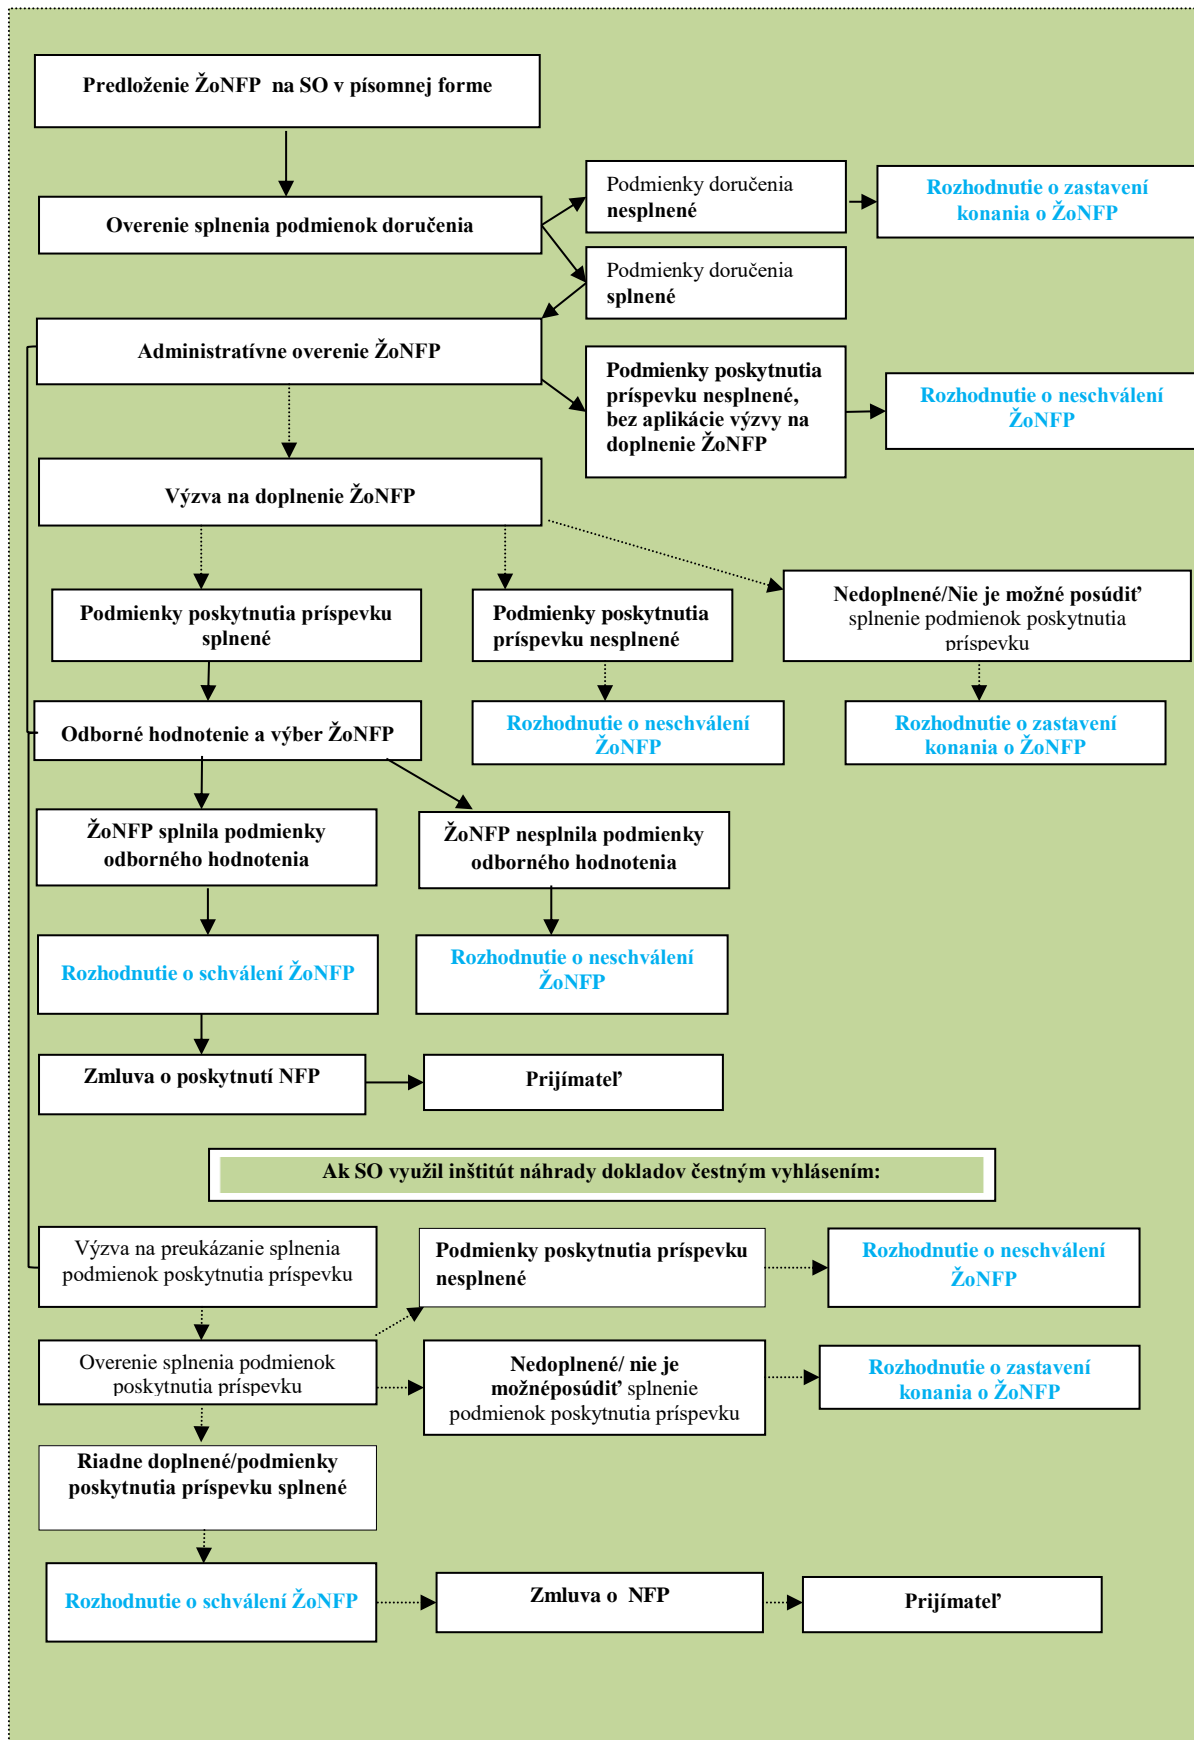 Predloženie ŽoNFP na SO v písomnej forme
Overenie splnenia podmienok doručenia
Podmienky doručenia
nesplnené
Rozhodnutie o zastavení
konania o ŽoNFP
Podmienky doručenia
splnené
Administratívne overenie ŽoNFP
Podmienky poskytnutia
príspevku nesplnené,
bez aplikácie výzvy na
doplnenie ŽoNFP
Rozhodnutie o neschválení
ŽoNFP
Výzva na doplnenie ŽoNFP
Podmienky poskytnutia príspevku
splnené
Podmienky poskytnutia
príspevku nesplnené
Nedoplnené/Nie je možné posúdiť
splnenie podmienok poskytnutia
príspevku
Odborné hodnotenie a výber ŽoNFP
Rozhodnutie o neschválení
ŽoNFP
Rozhodnutie o zastavení
konania o ŽoNFP
ŽoNFP splnila podmienky
odborného hodnotenia
ŽoNFP nesplnila podmienky
odborného hodnotenia
Rozhodnutie o schválení ŽoNFP
Rozhodnutie o neschválení
ŽoNFP
Zmluva o poskytnutí NFP
Prijímateľ
Ak SO využil inštitút náhrady dokladov čestným vyhlásením:
Výzva na preukázanie splnenia
podmienok poskytnutia príspevku
Podmienky poskytnutia príspevku
nesplnené
Rozhodnutie o neschválení
ŽoNFP
Overenie splnenia podmienok
poskytnutia príspevku
Nedoplnené/ nie je
možnéposúdiť splnenie
podmienok poskytnutia príspevku
Rozhodnutie o zastavení
konania o ŽoNFP
Riadne doplnené/podmienky
poskytnutia príspevku splnené
Rozhodnutie o schválení ŽoNFP
Zmluva o NFP
Prijímateľ